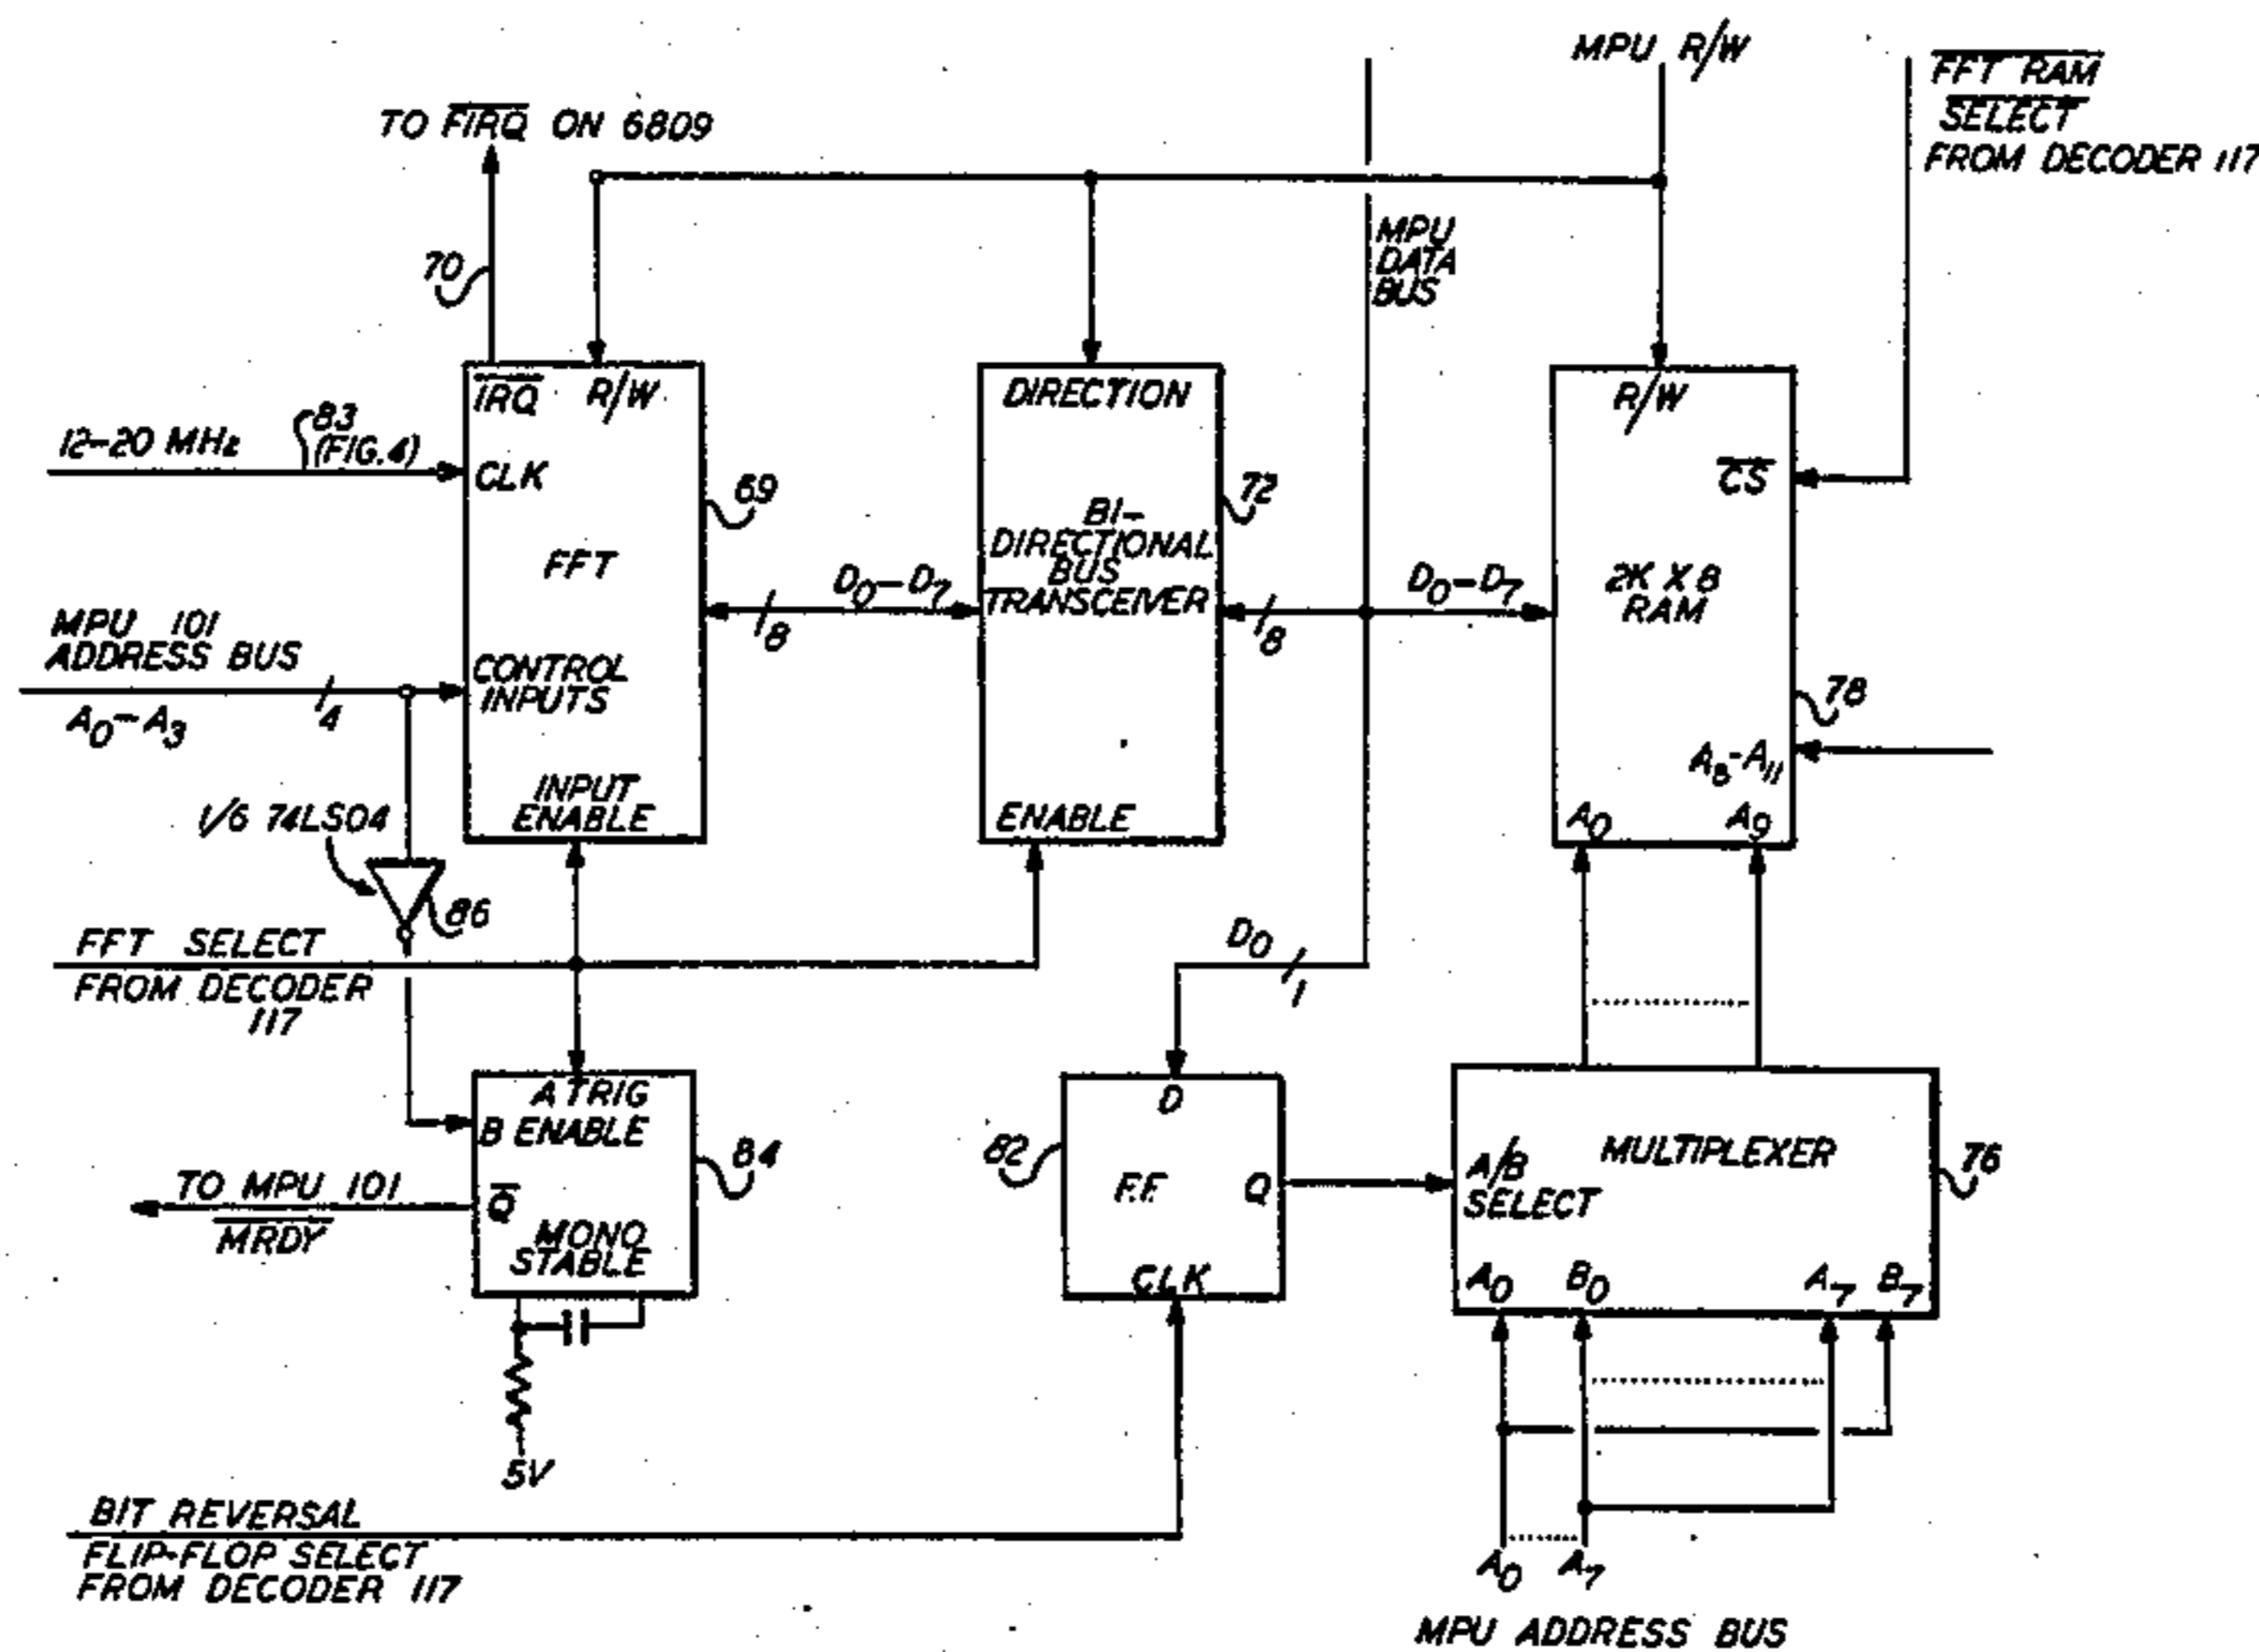 MPU R/W
FFT RAM
SELECT
FROM DECODER 117
TO FIRQ ON 6809
MPU
DATA
BUS
70
IRQ R/W
DIRECTION
R/W
83
(FIG.4)
12-20 MHz
CLK
CS
69
72
BI-
DIRECTIONAL
BUS
TRANSCEIVER
FFT
D0-D7
8
8
D0-D7
2K X 8
RAM
MPU 101
ADDRESS BUS
A0-A3
4
CONTROL
INPUTS
78
A8-A11
INPUT
ENABLE
ENABLE
A0 A9
1/6 74LS04
86
FFT SELECT
FROM DECODER
117
D0
1
A TRIG
B ENABLE
84
D
82
F.F. Q
A/B
SELECT
MULTIPLEXER
76
TO MPU 101
MRDY
Q
MONO
STABLE
CLK
A0 B0 A7 B7
5V
BIT REVERSAL
FLIP-FLOP SELECT
FROM DECODER 117
A0 A7
MPU ADDRESS BUS